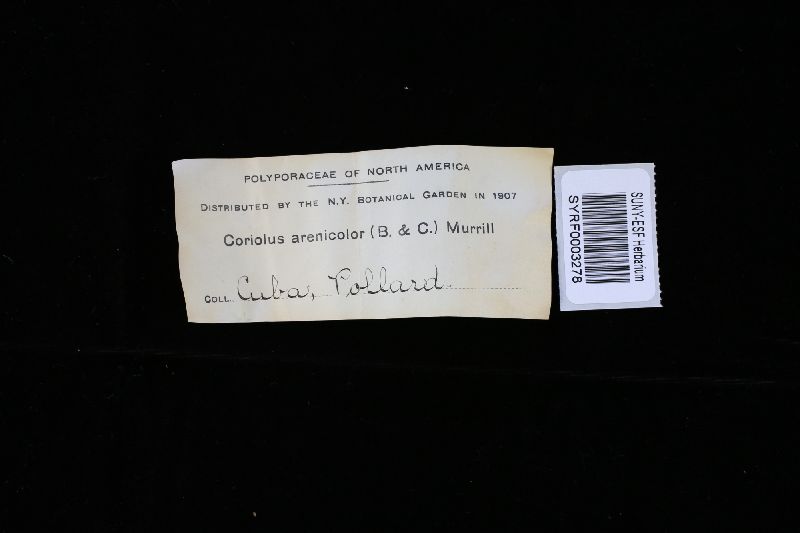 POLYPORACEAE OF NORTH AMERICA
DISTRIBUTED BY THE N.Y. BOTANICAL GARDEN IN 1907
Coriolus arenicolor (B. & C.) Murrill
COLL. Cuba, Pollard
SUNY-ESF Herbarium
SYRF0003278